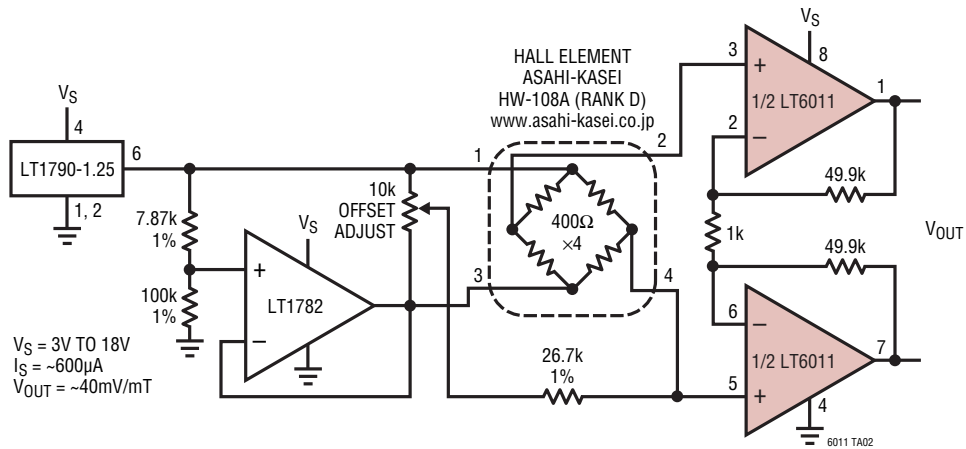 VS
4
LT1790-1.25
6
1, 2
7.87k
1%
100k
1%
VS = 3V TO 18V
IS = ~600µA
VOUT = ~40mV/mT
VS
+
LT1782
−
10k
OFFSET
ADJUST
HALL ELEMENT
ASAHI-KASEI
HW-108A (RANK D)
www.asahi-kasei.co.jp
1
2
400Ω
×4
3
4
26.7k
1%
VS
8
3
+
1/2 LT6011
1
2
−
49.9k
1k
VOUT
49.9k
6
−
1/2 LT6011
7
5
+
4
6011 TA02